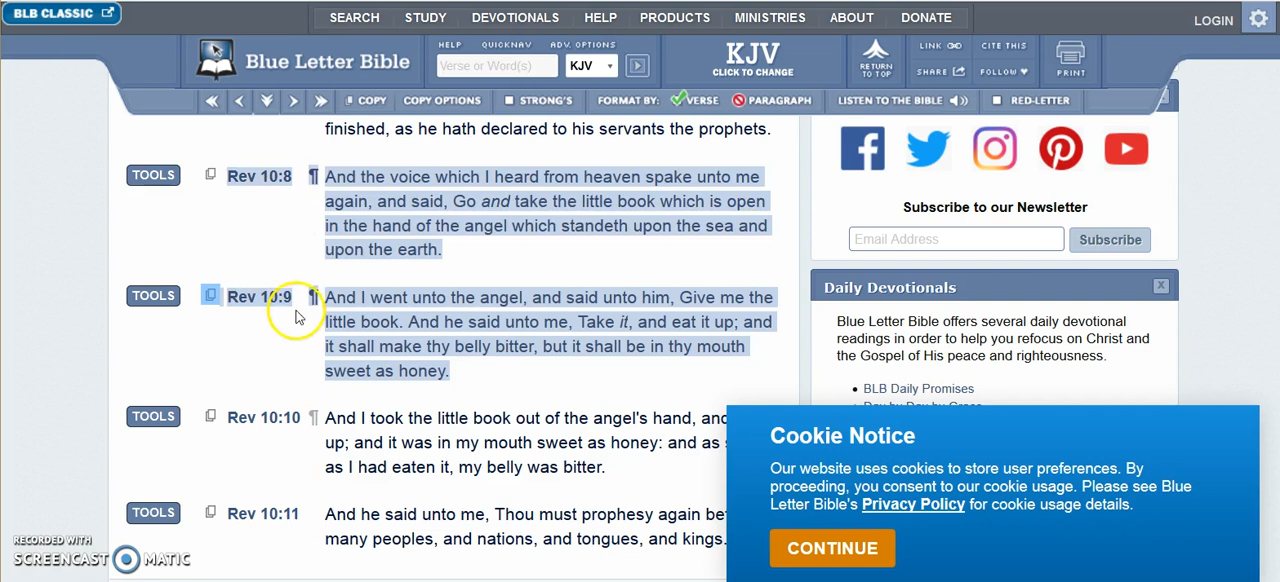 BLB CLASSIC
SEARCH STUDY DEVOTIONALS HELP PRODUCTS MINISTRIES ABOUT DONATE
LOGIN
Blue Letter Bible
HELP QUICKNAV ADV. OPTIONS
Verse or Word(s) KJV
KJV
CLICK TO CHANGE
RETURN
TO TOP
LINK CITE THIS
SHARE FOLLOW
PRINT
COPY COPY OPTIONS STRONG'S FORMAT BY: VERSE PARAGRAPH LISTEN TO THE BIBLE RED-LETTER
finished, as he hath declared to his servants the prophets.
TOOLS Rev 10:8 ¶ And the voice which I heard from heaven spake unto me
again, and said, Go and take the little book which is open
in the hand of the angel which standeth upon the sea and
upon the earth.
TOOLS Rev 10:9 ¶ And I went unto the angel, and said unto him, Give me the
little book. And he said unto me, Take it, and eat it up; and
it shall make thy belly bitter, but it shall be in thy mouth
sweet as honey.
TOOLS Rev 10:10 ¶ And I took the little book out of the angel's hand, and
up; and it was in my mouth sweet as honey: and as
as I had eaten it, my belly was bitter.
TOOLS Rev 10:11 And he said unto me, Thou must prophesy again
many peoples, and nations, and tongues, and kings.
Subscribe to our Newsletter
Email Address Subscribe
Daily Devotionals X
Blue Letter Bible offers several daily devotional
readings in order to help you refocus on Christ and
the Gospel of His peace and righteousness.
• BLB Daily Promises
Cookie Notice
Our website uses cookies to store user preferences. By
proceeding, you consent to our cookie usage. Please see Blue
Letter Bible's Privacy Policy for cookie usage details.
CONTINUE
RECORDED WITH
SCREENCAST MATIC